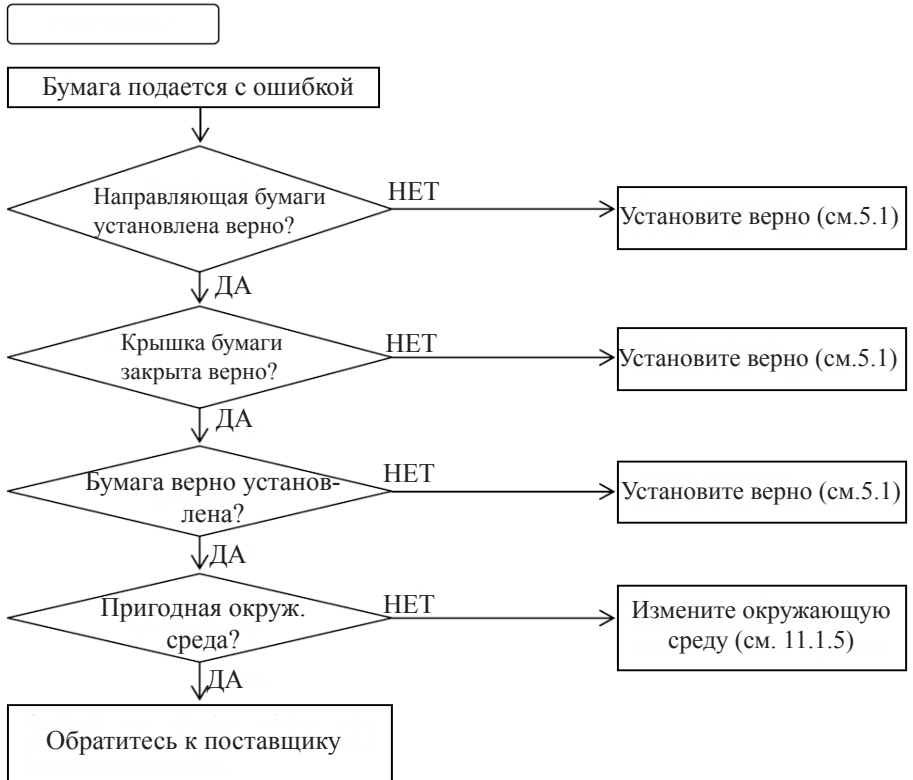 Бумага подается с ошибкой
Направляющая бумаги
установлена верно?
НЕТ
Установите верно (см.5.1)
ДА
Крышка бумаги
закрыта верно?
НЕТ
Установите верно (см.5.1)
ДА
Бумага верно установ-
лена?
НЕТ
Установите верно (см.5.1)
ДА
Пригодная окруж.
среда?
НЕТ
Измените окружающую
среду (см. 11.1.5)
ДА
Обратитесь к поставщику